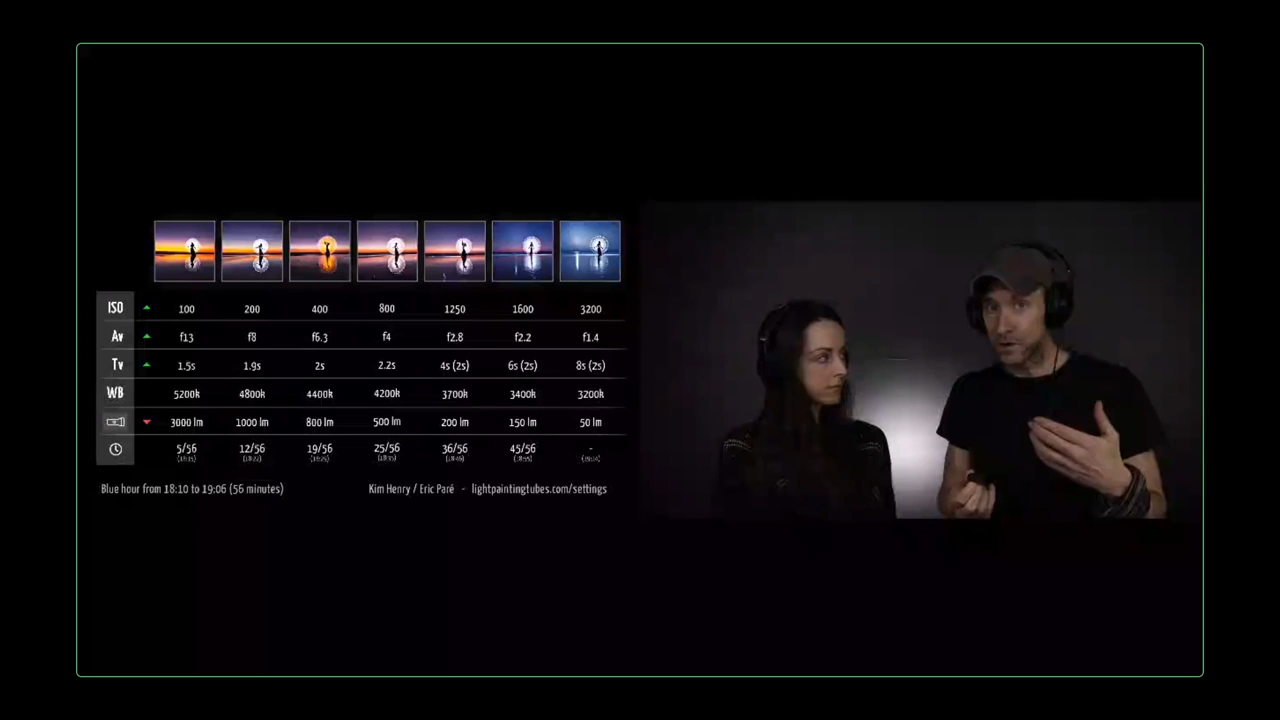 ISO 100 200 400 800 1250 1600 3200
Av f13 f8 f6.3 f4 f2.8 f2.2 f1.4
Tv 1.5s 1.9s 2s 2.2s 4s (2s) 6s (2s) 8s (2s)
WB 5200k 4800k 4400k 4200k 3700k 3400k 3200k
3000 lm 1000 lm 800 lm 500 lm 200 lm 150 lm 50 lm
5/56 12/56 19/56 25/56 36/56 45/56 -
Blue hour from 18:10 to 19:06 (56 minutes) Kim Henry / Eric Paré - lightpaintingtubes.com/settings